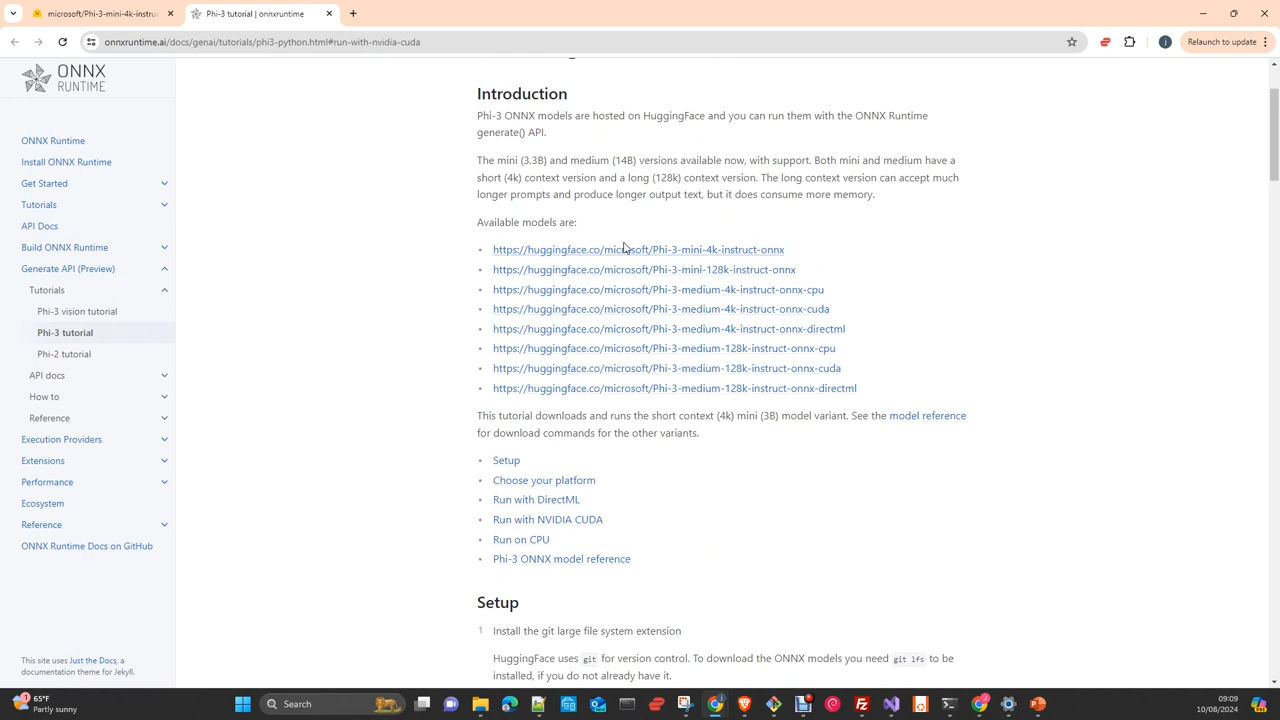 microsoft/Phi-3-mini-4k-instruc
Phi-3 tutorial | onnxruntime
onnxruntime.ai/docs/genai/tutorials/phi3-python.html#run-with-nvidia-cuda
i
Relaunch to update
ONNX
RUNTIME
ONNX Runtime
Install ONNX Runtime
Get Started
Tutorials
API Docs
Build ONNX Runtime
Generate API (Preview)
Tutorials
Phi-3 vision tutorial
Phi-3 tutorial
Phi-2 tutorial
API docs
How to
Reference
Execution Providers
Extensions
Performance
Ecosystem
Reference
ONNX Runtime Docs on GitHub
This site uses Just the Docs, a
documentation theme for Jekyll.
Introduction
Phi-3 ONNX models are hosted on HuggingFace and you can run them with the ONNX Runtime
generate() API.
The mini (3.3B) and medium (14B) versions available now, with support. Both mini and medium have a
short (4k) context version and a long (128k) context version. The long context version can accept much
longer prompts and produce longer output text, but it does consume more memory.
Available models are:
https://huggingface.co/microsoft/Phi-3-mini-4k-instruct-onnx
https://huggingface.co/microsoft/Phi-3-mini-128k-instruct-onnx
https://huggingface.co/microsoft/Phi-3-medium-4k-instruct-onnx-cpu
https://huggingface.co/microsoft/Phi-3-medium-4k-instruct-onnx-cuda
https://huggingface.co/microsoft/Phi-3-medium-4k-instruct-onnx-directml
https://huggingface.co/microsoft/Phi-3-medium-128k-instruct-onnx-cpu
https://huggingface.co/microsoft/Phi-3-medium-128k-instruct-onnx-cuda
https://huggingface.co/microsoft/Phi-3-medium-128k-instruct-onnx-directml
This tutorial downloads and runs the short context (4k) mini (3B) model variant. See the model reference
for download commands for the other variants.
Setup
Choose your platform
Run with DirectML
Run with NVIDIA CUDA
Run on CPU
Phi-3 ONNX model reference
Setup
1 Install the git large file system extension
HuggingFace uses git for version control. To download the ONNX models you need git lfs to be
installed, if you do not already have it.
1
65°F
Partly sunny
Search
09:09
10/08/2024